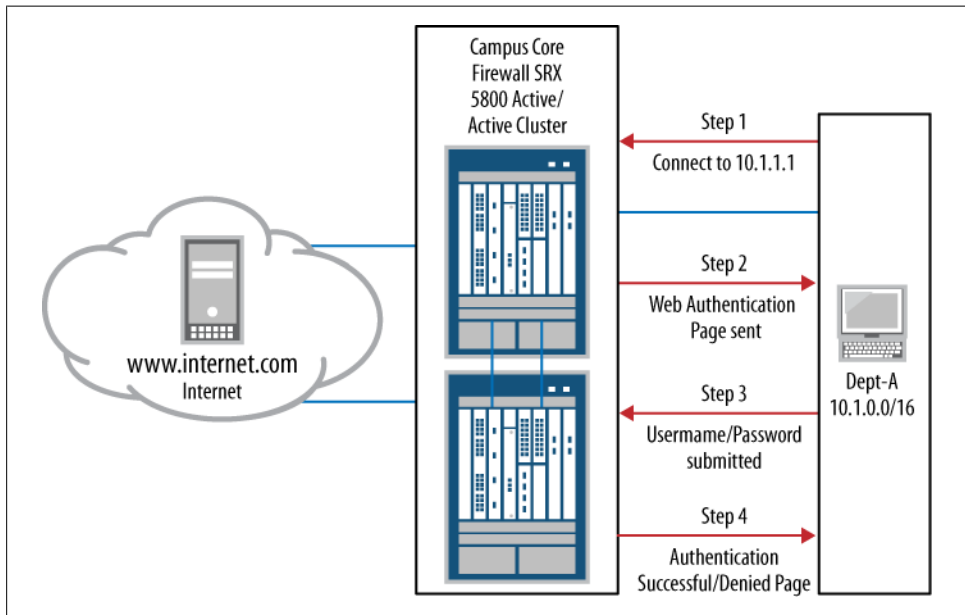 Campus Core
Firewall SRX
5800 Active/
Active Cluster
Step 1
Connect to 10.1.1.1
Step 2
Web Authentication
Page sent
www.internet.com
Internet
Dept-A
10.1.0.0/16
Step 3
Username/Password
submitted
Step 4
Authentication
Successful/Denied Page